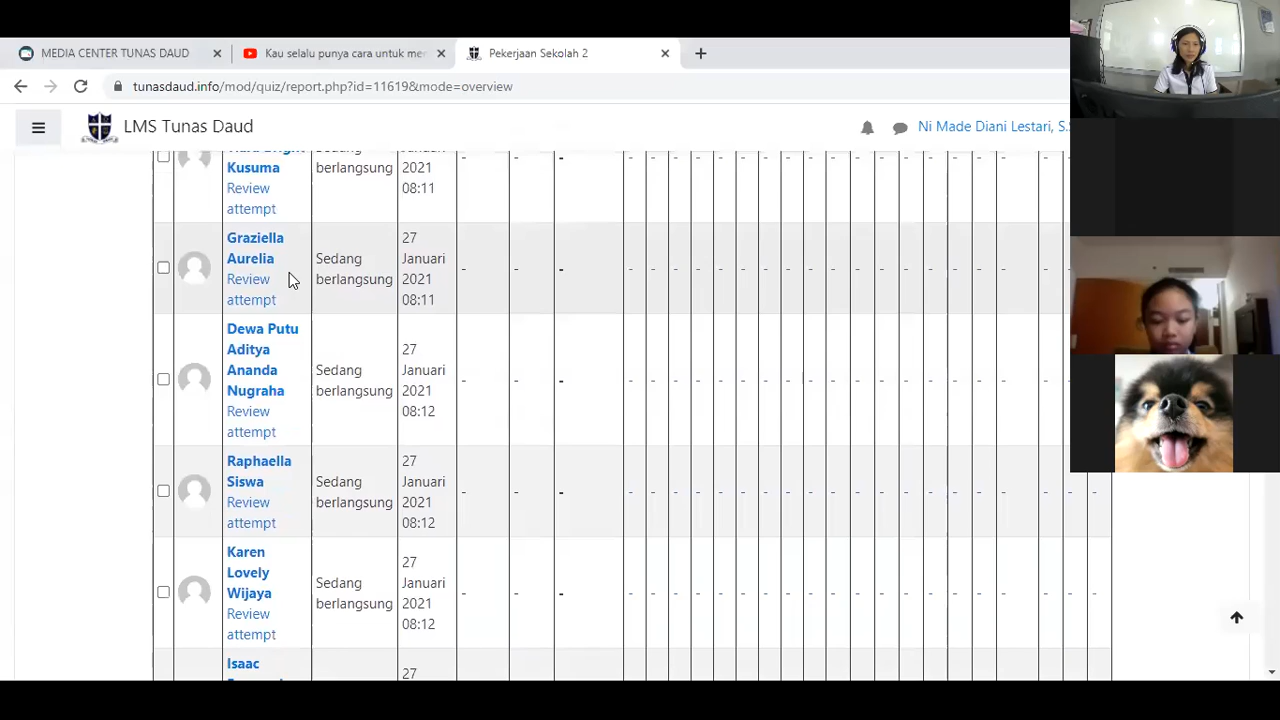 MEDIA CENTER TUNAS DAUD
Kau selalu punya cara untuk me
Pekerjaan Sekolah 2
tunasdaud.info/mod/quiz/report.php?id=11619&mode=overview
LMS Tunas Daud
Ni Made Diani Lestari, S.
Kusuma
Review
attempt
berlangsung
Januari
2021
08:11
Graziella
Aurelia
Review
attempt
Sedang
berlangsung
27
Januari
2021
08:11
- - - - - - - - - - - - - - - - - - - - -
Dewa Putu
Aditya
Ananda
Nugraha
Review
attempt
Sedang
berlangsung
27
Januari
2021
08:12
- - - - - - - - - - - - - - - - - - - - -
Raphaella
Siswa
Review
attempt
Sedang
berlangsung
27
Januari
2021
08:12
- - - - - - - - - - - - - - - - - - - - - - -
Karen
Lovely
Wijaya
Review
attempt
Sedang
berlangsung
27
Januari
2021
08:12
- - - - - - - - - - - - - - - - - - - - - - -
Isaac
27